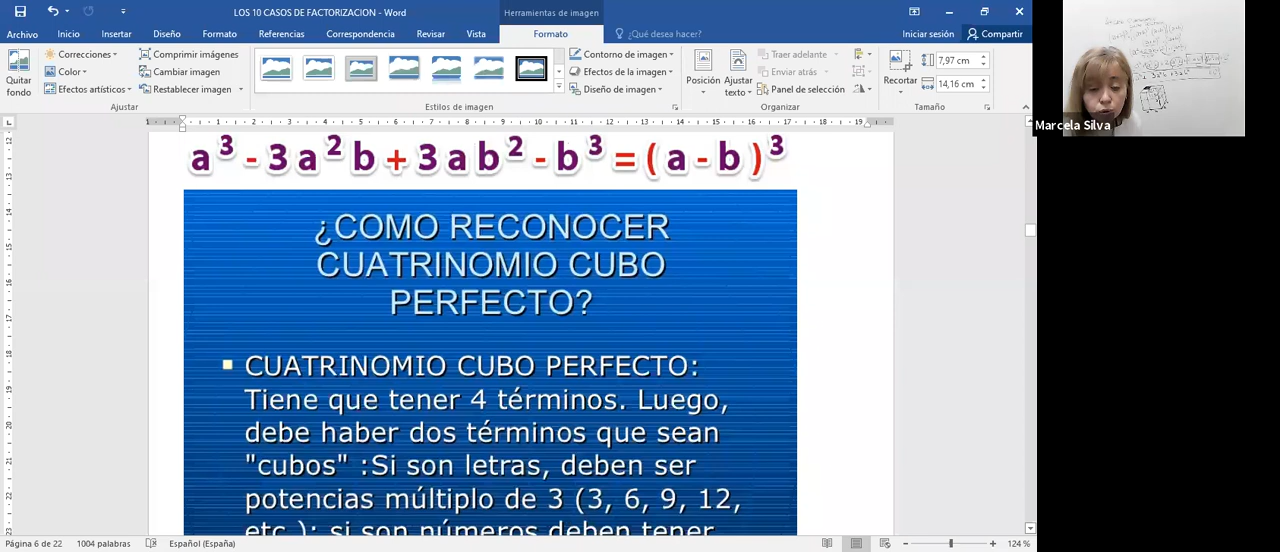 LOS 10 CASOS DE FACTORIZACION - Word
Herramientas de imagen
Archivo Inicio Insertar Diseño Formato Referencias Correspondencia Revisar Vista Formato ¿Qué desea hacer? Iniciar sesión Compartir
Quitar fondo
Correcciones
Color
Efectos artísticos
Comprimir imágenes
Cambiar imagen
Restablecer imagen
Ajustar
Estilos de imagen
Contorno de imagen
Efectos de la imagen
Diseño de imagen
Posición
Ajustar texto
Traer adelante
Enviar atrás
Panel de selección
Organizar
Recortar
7,97 cm
14,16 cm
Tamaño
Marcela Silva
a³ - 3a²b + 3ab² - b³ = (a - b)³
¿COMO RECONOCER
CUATRINOMIO CUBO
PERFECTO?
CUATRINOMIO CUBO PERFECTO:
Tiene que tener 4 términos. Luego,
debe haber dos términos que sean
"cubos" :Si son letras, deben ser
potencias múltiplo de 3 (3, 6, 9, 12,
etc.); si son números deben tener
Página 6 de 22 1004 palabras Español (España) 124 %